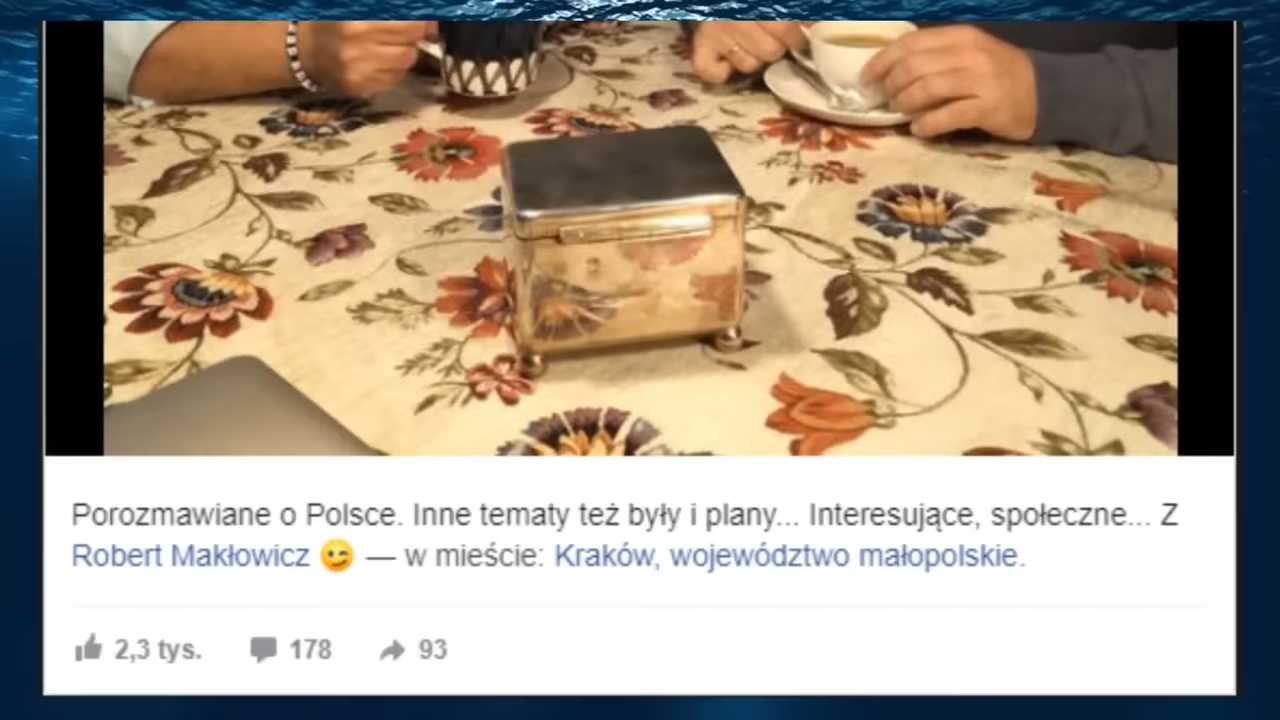 Porozmawiane o Polsce. Inne tematy też były i plany... Interesujące, społeczne... Z
Robert Makłowicz 😉 — w mieście: Kraków, województwo małopolskie.
2,3 tys. 178 93